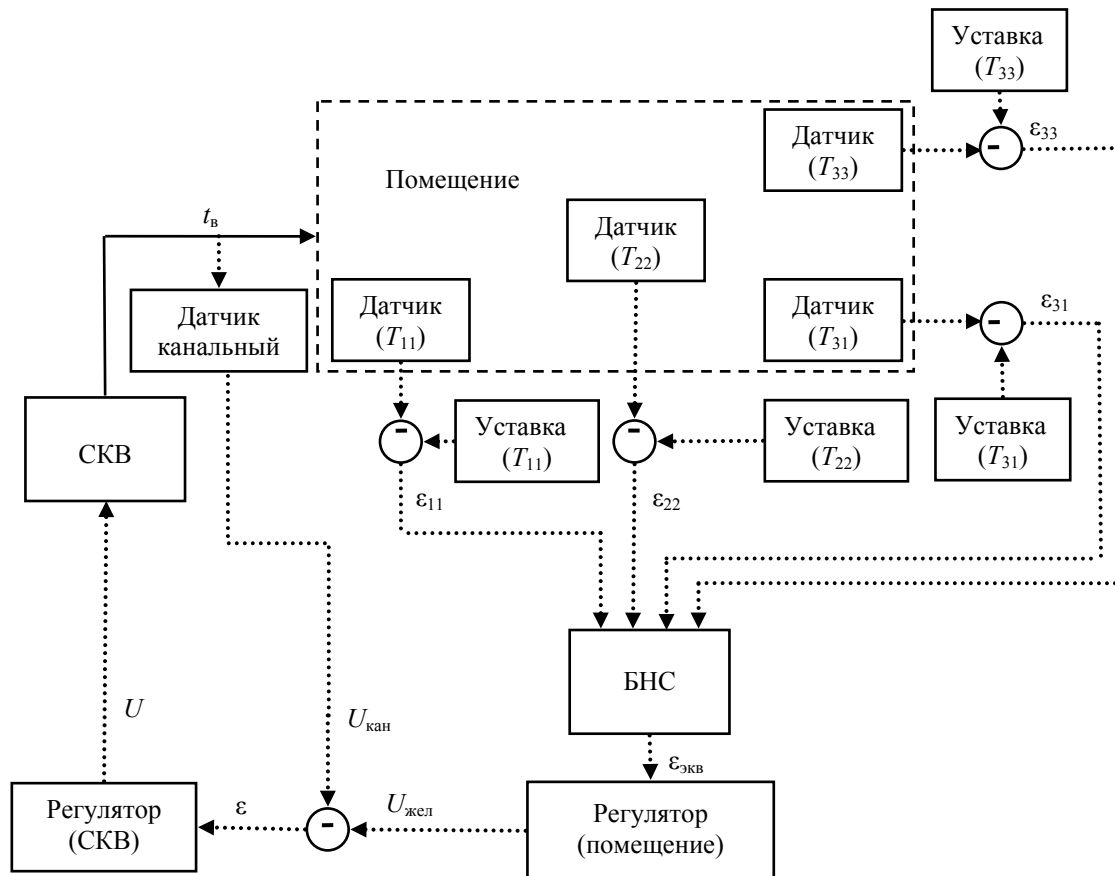 Уставка
(T33)
Датчик
(T33)
-
ε33
Помещение
tв
Датчик
(T22)
Датчик
канальный
Датчик
(T11)
Датчик
(T31)
-
ε31
СКВ
-
Уставка
(T11)
-
Уставка
(T22)
Уставка
(T31)
ε11
ε22
БНС
U
Uкан
εэкв
Регулятор
(СКВ)
ε
-
Uжел
Регулятор
(помещение)